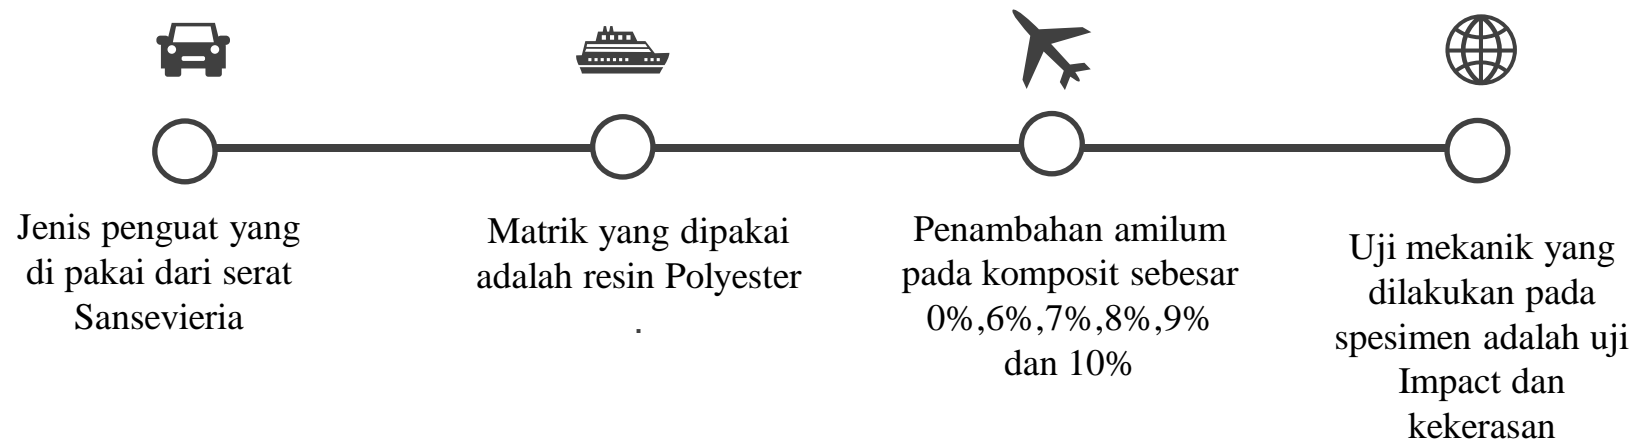 Jenis penguat yang
di pakai dari serat
Sansevieria
Matrik yang dipakai
adalah resin Polyester
.
Penambahan amilum
pada komposit sebesar
0%,6%,7%,8%,9%
dan 10%
Uji mekanik yang
dilakukan pada
spesimen adalah uji
Impact dan
kekerasan